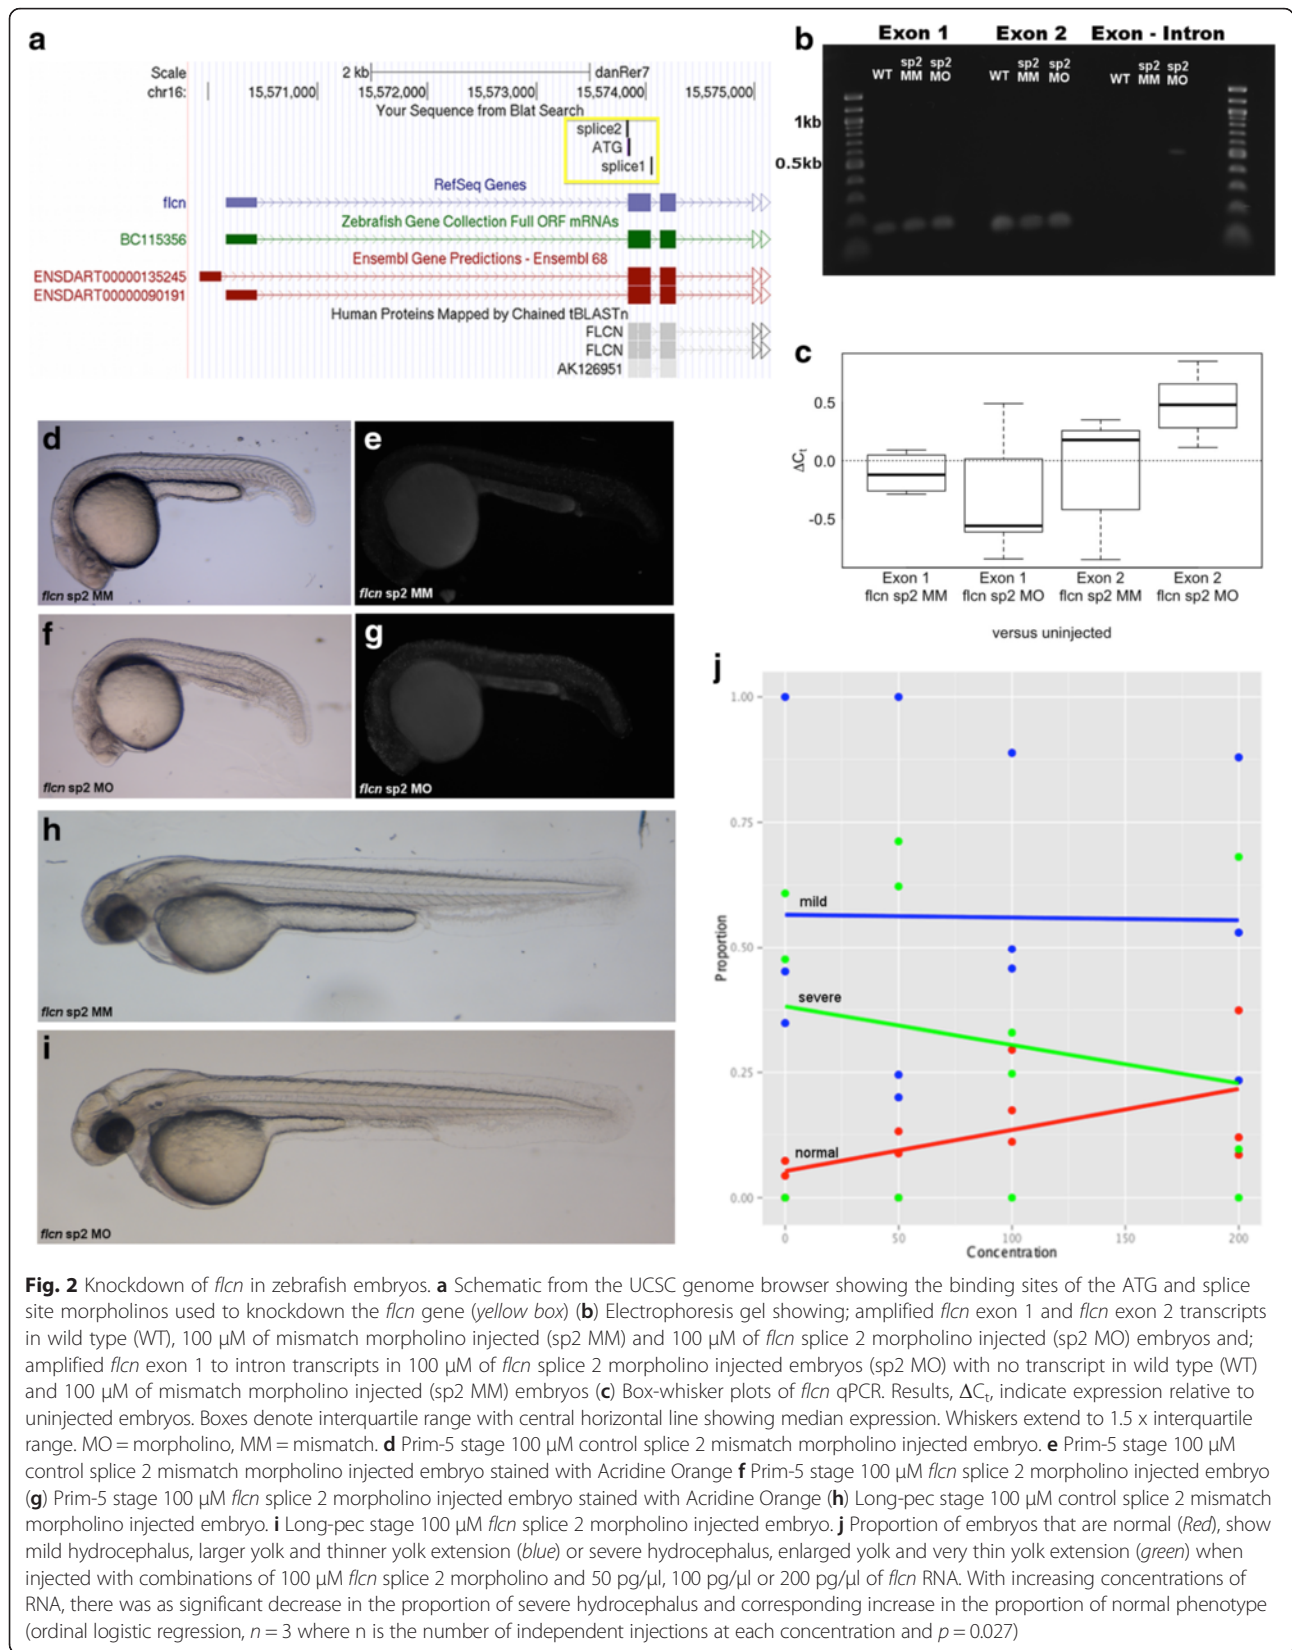 a
Scale 2 kb danRer7
chr16: 15,571,000 15,572,000 15,573,000 15,574,000 15,575,000
Your Sequence from Blat Search
splice2
ATG
splice1
RefSeq Genes
flcn
Zebrafish Gene Collection Full ORF mRNAs
BC115356
Ensembl Gene Predictions - Ensembl 68
ENSDART00000135245
ENSDART00000090191
Human Proteins Mapped by Chained tBLASTn
FLCN
FLCN
AK126951
b
Exon 1 Exon 2 Exon - Intron
WT sp2 MM sp2 MO WT sp2 MM sp2 MO WT sp2 MM sp2 MO
1kb
0.5kb
c
0.5
0.0
-0.5
ΔCt
Exon 1 Exon 1 Exon 2 Exon 2
flcn sp2 MM flcn sp2 MO flcn sp2 MM flcn sp2 MO
versus uninjected
d
flcn sp2 MM
e
flcn sp2 MM
f
flcn sp2 MO
g
flcn sp2 MO
h
flcn sp2 MM
i
flcn sp2 MO
j
1.00
0.75
0.50
0.25
0.00
Proportion
mild
severe
normal
0 50 100 150 200
Concentration
Fig. 2 Knockdown of flcn in zebrafish embryos. a Schematic from the UCSC genome browser showing the binding sites of the ATG and splice
site morpholinos used to knockdown the flcn gene (yellow box) (b) Electrophoresis gel showing; amplified flcn exon 1 and flcn exon 2 transcripts
in wild type (WT), 100 μM of mismatch morpholino injected (sp2 MM) and 100 μM of flcn splice 2 morpholino injected (sp2 MO) embryos and;
amplified flcn exon 1 to intron transcripts in 100 μM of flcn splice 2 morpholino injected embryos (sp2 MO) with no transcript in wild type (WT)
and 100 μM of mismatch morpholino injected (sp2 MM) embryos (c) Box-whisker plots of flcn qPCR. Results, ΔCt, indicate expression relative to
uninjected embryos. Boxes denote interquartile range with central horizontal line showing median expression. Whiskers extend to 1.5 x interquartile
range. MO = morpholino, MM = mismatch. d Prim-5 stage 100 μM control splice 2 mismatch morpholino injected embryo. e Prim-5 stage 100 μM
control splice 2 mismatch morpholino injected embryo stained with Acridine Orange f Prim-5 stage 100 μM flcn splice 2 morpholino injected embryo
(g) Prim-5 stage 100 μM flcn splice 2 morpholino injected embryo stained with Acridine Orange (h) Long-pec stage 100 μM control splice 2 mismatch
morpholino injected embryo. i Long-pec stage 100 μM flcn splice 2 morpholino injected embryo. j Proportion of embryos that are normal (Red), show
mild hydrocephalus, larger yolk and thinner yolk extension (blue) or severe hydrocephalus, enlarged yolk and very thin yolk extension (green) when
injected with combinations of 100 μM flcn splice 2 morpholino and 50 pg/μl, 100 pg/μl or 200 pg/μl of flcn RNA. With increasing concentrations of
RNA, there was as significant decrease in the proportion of severe hydrocephalus and corresponding increase in the proportion of normal phenotype
(ordinal logistic regression, n = 3 where n is the number of independent injections at each concentration and p = 0.027)